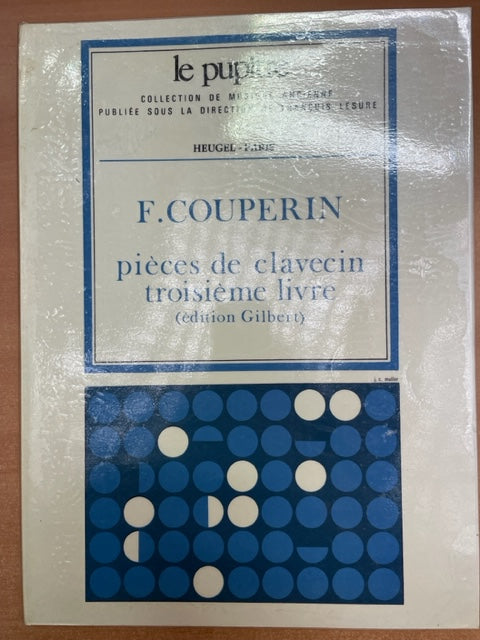 le
COLLECTION DE MUSIQUE ANCIENNE
PUBLIÉE SOUS LA DIRECTION DE FRANÇOIS LESURE
HEUGEL - PARIS
F. COUPERIN
pièces de clavecin
troisième livre
(édition Gilbert)